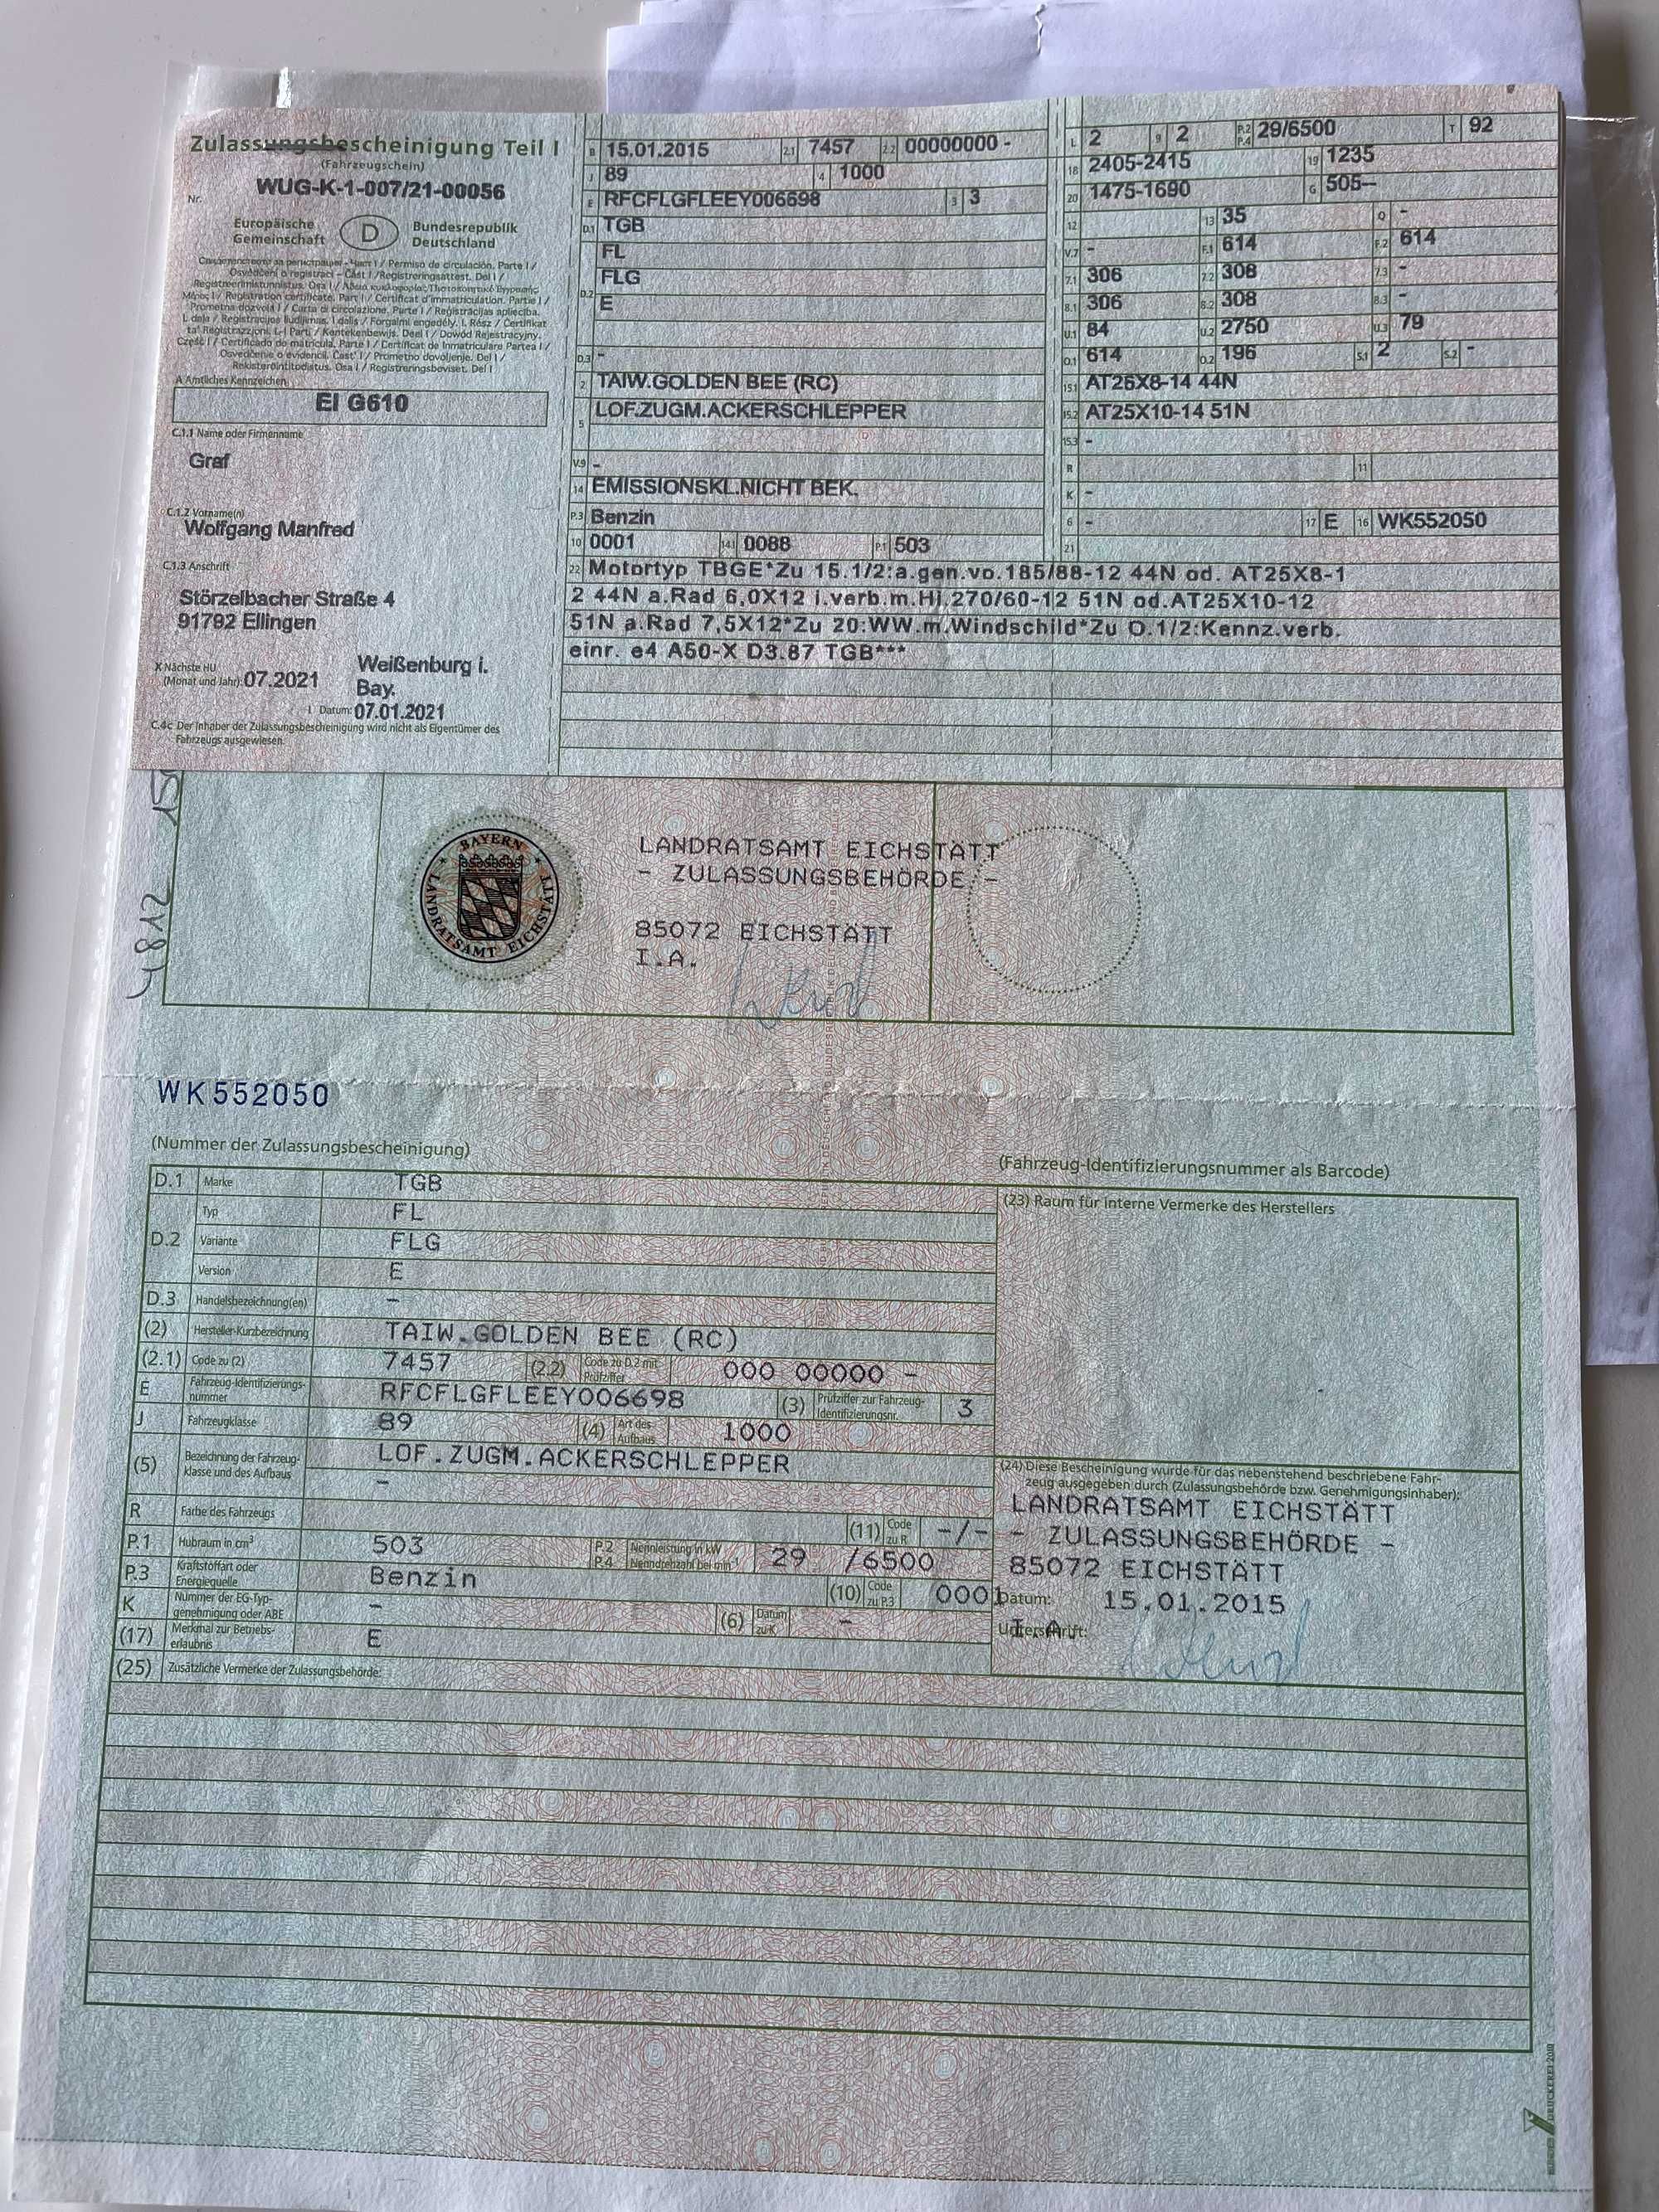 Zulassungsbescheinigung Teil I
(Fahrzeugschein)
Nr. WUG-K-1-007/21-00056
Europäische Gemeinschaft D Bundesrepublik Deutschland
A Amtliches Kennzeichen
EI G610
C.1.1 Name oder Firmenname
Graf
C.1.2 Vorname(n)
Wolfgang Manfred
C.1.3 Anschrift
Störzelbacher Straße 4
91792 Ellingen
X Nächste HU (Monat und Jahr) 07.2021
Weißenburg i. Bay.
I Datum: 07.01.2021
C.4c Der Inhaber der Zulassungsbescheinigung wird nicht als Eigentümer des
Fahrzeugs ausgewiesen.
B 15.01.2015 2.1 7457 2.2 00000000 -
J 89 4 1000
E RFCFLGFLEEY006698 3 3
D.1 TGB
FL
D.2 FLG
E
D.3 -
2 TAIW.GOLDEN BEE (RC)
5 LOF.ZUGM.ACKERSCHLEPPER
V.9 -
14 EMISSIONSKL.NICHT BEK.
P.3 Benzin
10 0001 14.1 0088 P.1 503
L 2 9 2 P.2 P.4 29/6500 T 92
18 2405-2415 19 1235
20 1475-1690 G 505--
12 13 35 Q -
V.7 - F.1 614 F.2 614
7.1 306 7.2 308 7.3 -
8.1 306 8.2 308 8.3 -
U.1 84 U.2 2750 U.3 79
O.1 614 O.2 196 S.1 2 S.2 -
15.1 AT26X8-14 44N
15.2 AT25X10-14 51N
15.3 -
R 11
K -
6 - 17 E 16 WK552050
21
22 Motortyp TBGE*Zu 15.1/2:a.gen.vo.185/88-12 44N od. AT25X8-1
2 44N a.Rad 6,0X12 i.verb.m.Hi.270/60-12 51N od.AT25X10-12
51N a.Rad 7,5X12*Zu 20:WW.m.Windschild*Zu O.1/2:Kennz.verb.
einr. e4 A50-X D3.87 TGB***
4812
BAYERN
LANDRATSAMT EICHSTÄTT
LANDRATSAMT EICHSTÄTT
- ZULASSUNGSBEHÖRDE -
85072 EICHSTÄTT
I.A.
WK552050
(Nummer der Zulassungsbescheinigung)
(Fahrzeug-Identifizierungsnummer als Barcode)
D.1 Marke TGB
D.2 Typ FL
Variante FLG
Version E
D.3 Handelsbezeichnung(en) -
(2) Hersteller-Kurzbezeichnung TAIW.GOLDEN BEE (RC)
(2.1) Code zu (2) 7457 (2.2) Code zu D.2 mit Prüfziffer 000 00000 -
E Fahrzeug-Identifizierungs-nummer RFCFLGFLEEY006698 (3) Prüfziffer zur Fahrzeug-Identifizierungsnr. 3
J Fahrzeugklasse 89 (4) Art des Aufbaus 1000
(5) Bezeichnung der Fahrzeug-klasse und des Aufbaus LOF.ZUGM.ACKERSCHLEPPER
-
R Farbe des Fahrzeugs (11) Code zu R -/-
P.1 Hubraum in cm³ 503 P.2 P.4 Nennleistung in kW Nenndrehzahl bei min⁻¹ 29 /6500
P.3 Kraftstoffart oder Energiequelle Benzin (10) Code zu P.3 0001
K Nummer der EG-Typ-genehmigung oder ABE - (6) Datum zu K -
(17) Merkmal zur Betriebs-erlaubnis E
(25) Zusätzliche Vermerke der Zulassungsbehörde:
(23) Raum für interne Vermerke des Herstellers
(24) Diese Bescheinigung wurde für das nebenstehend beschriebene Fahr-
zeug ausgegeben durch (Zulassungsbehörde bzw. Genehmigungsinhaber):
LANDRATSAMT EICHSTÄTT
- ZULASSUNGSBEHÖRDE -
85072 EICHSTÄTT
Datum: 15.01.2015
Unterschrift: I.A.